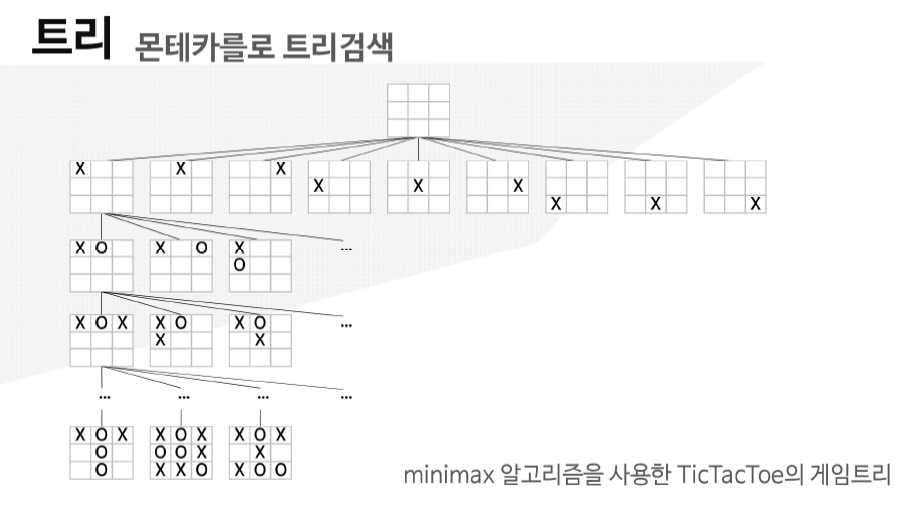 트리 몬테카를로 트리검색
X X X X X X X X X
X O X O X ...
O
X O X X O X O ...
X X
... ... ... ...
X O X X O X X O X
O O O X X
O X X O X O O
minimax 알고리즘을 사용한 TicTacToe의 게임트리